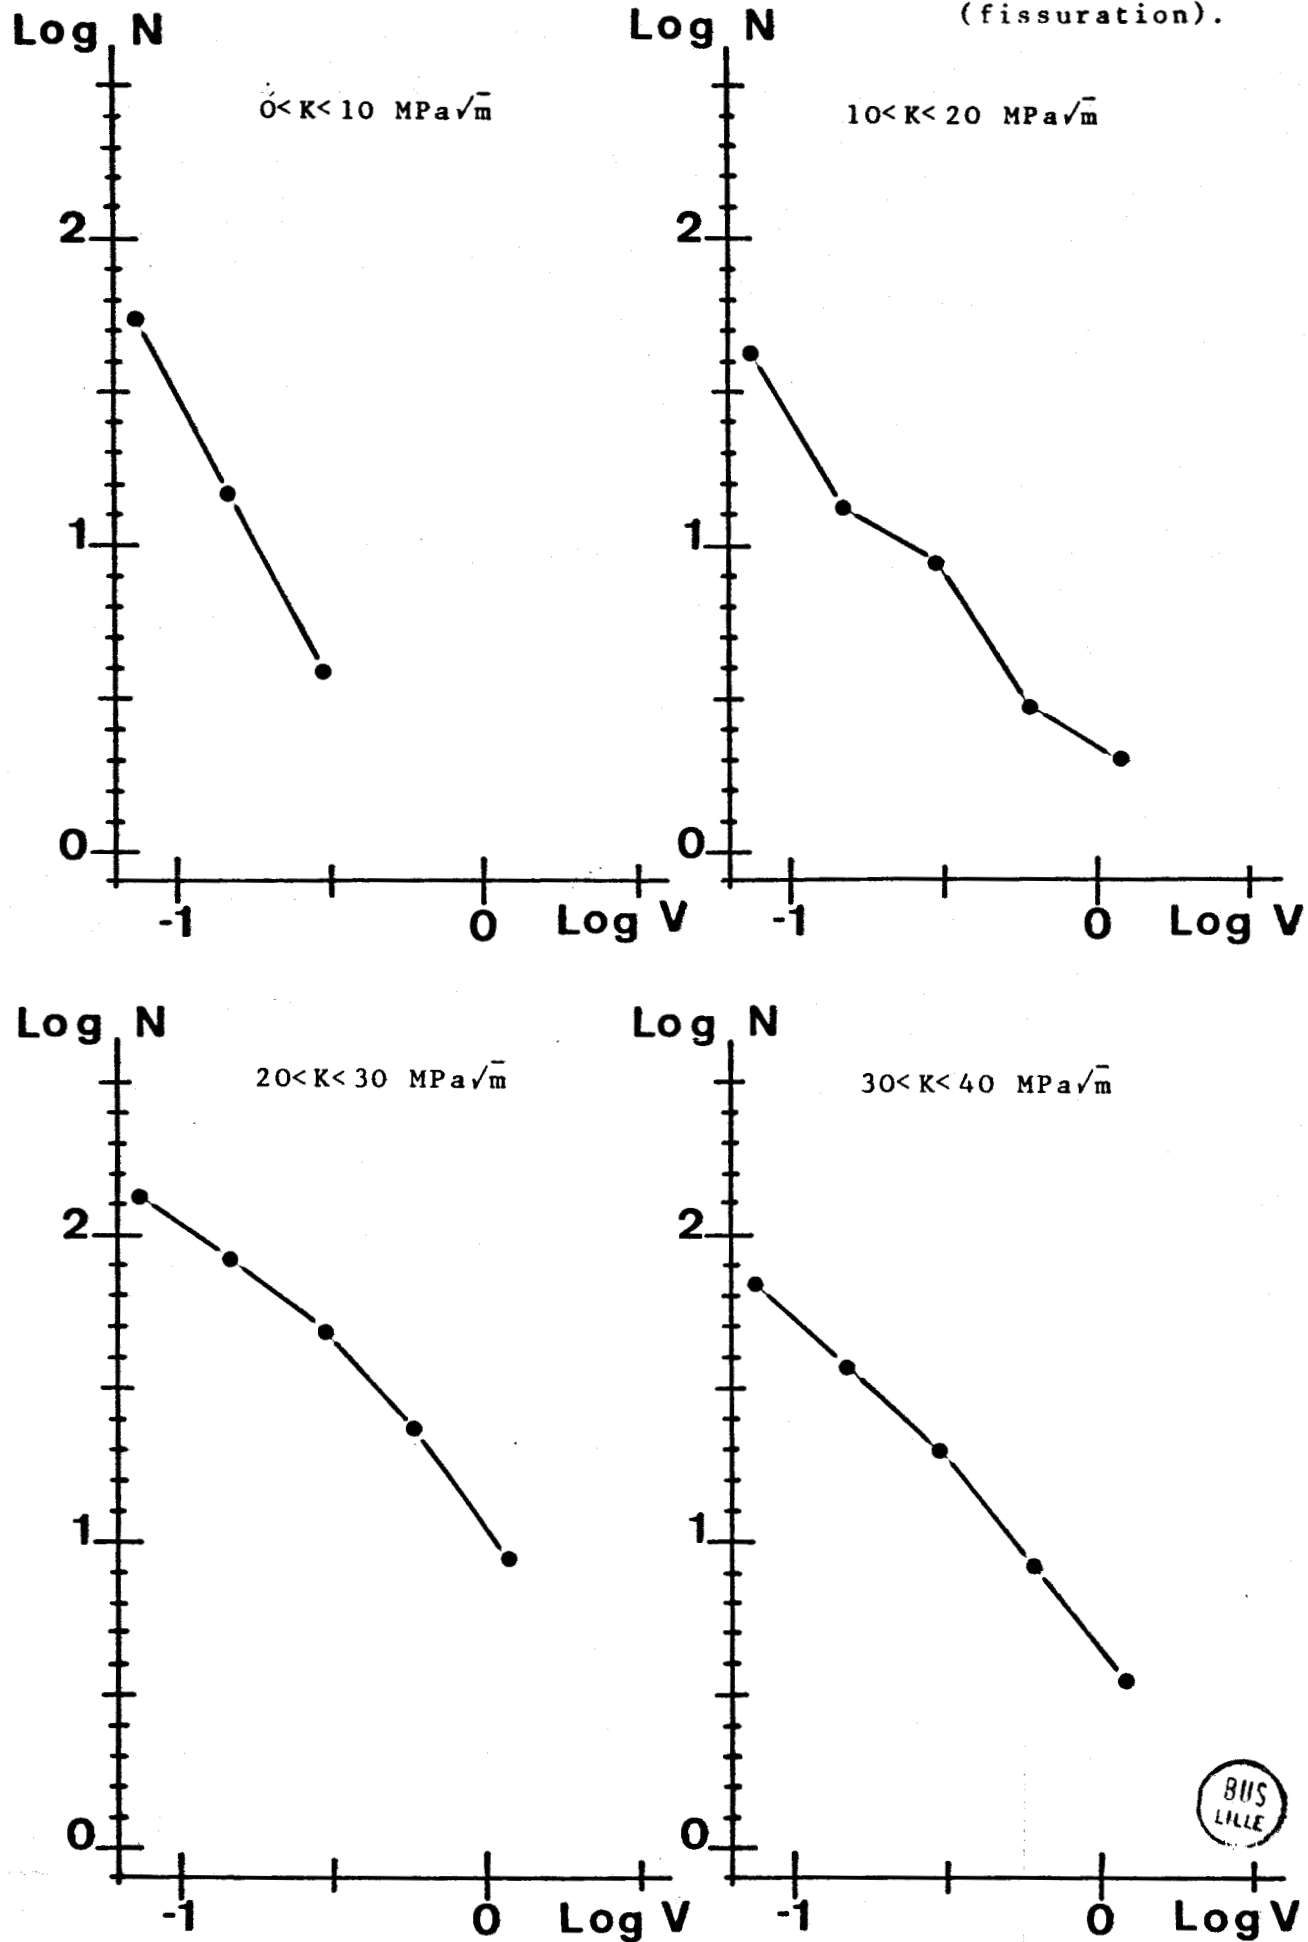 (fissuration).
Log N
0<K<10 MPa√m
2
1
0
-1 0 Log V
Log N
10<K<20 MPa√m
2
1
0
-1 0 Log V
Log N
20<K<30 MPa√m
2
1
0
-1 0 Log V
Log N
30<K<40 MPa√m
2
1
0
-1 0 Log V
BUS
LILLE